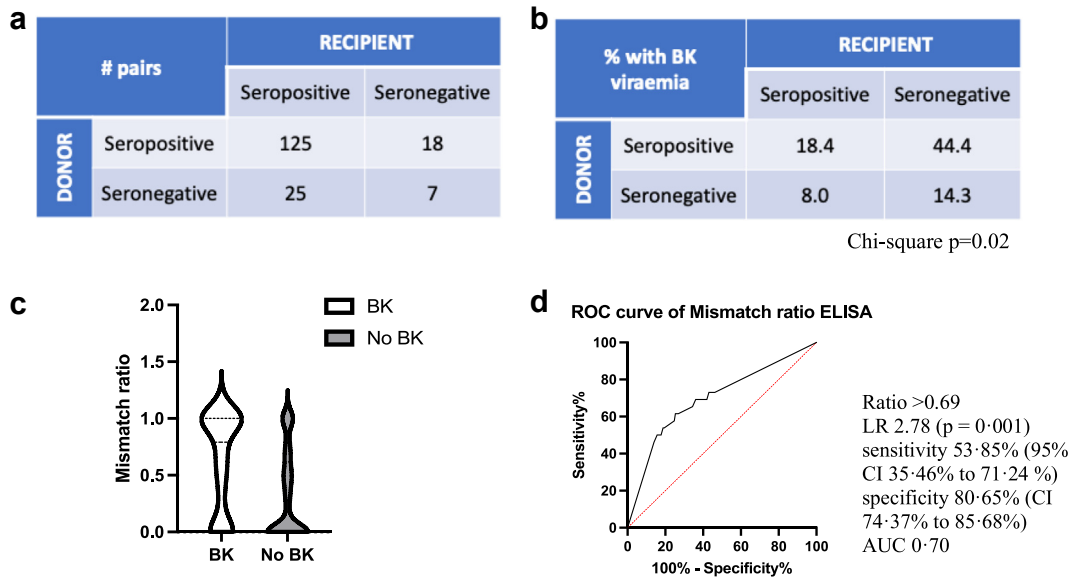 a
# pairs
RECIPIENT
Seropositive
Seronegative
DONOR
Seropositive
125
18
Seronegative
25
7
b
% with BK
viraemia
RECIPIENT
Seropositive
Seronegative
DONOR
Seropositive
18.4
44.4
Seronegative
8.0
14.3
Chi-square p=0.02
c
Mismatch ratio
2.0
1.5
1.0
0.5
0.0
BK
No BK
BK
No BK
d
ROC curve of Mismatch ratio ELISA
Sensitivity%
100
80
60
40
20
0
0
20
40
60
80
100
100% - Specificity%
Ratio >0.69
LR 2.78 (p = 0·001)
sensitivity 53·85% (95%
CI 35·46% to 71·24 %)
specificity 80·65% (CI
74·37% to 85·68%)
AUC 0·70